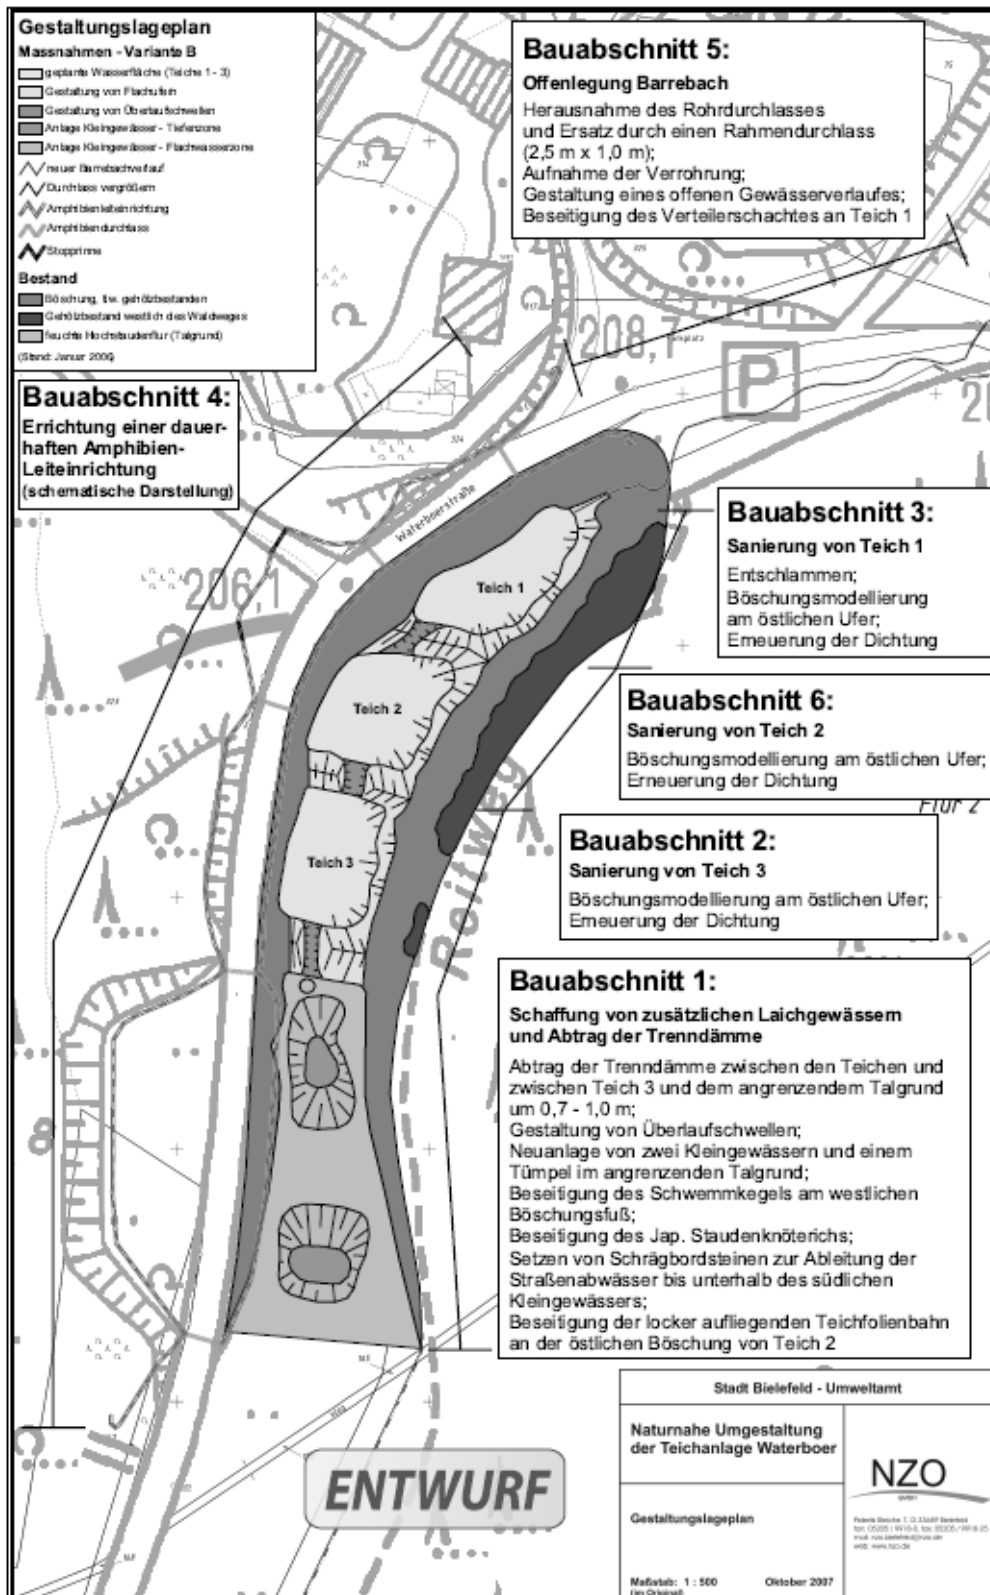 Gestaltungslageplan
Massnahmen - Variante B
geplante Wasserfläche (Teiche 1 - 3)
Gestaltung von Flachufern
Gestaltung von Überlaufschwellen
Anlage Kleingewässer - Tiefenzone
Anlage Kleingewässer - Flachwasserzone
neuer Barrebachverlauf
Durchlass vergrößern
Amphibienleiteinrichtung
Amphibiendurchlass
Stopprinne
Bestand
Böschung, tlw. gehölzbestanden
Gehölzbestand westlich des Waldweges
feuchte Hochstaudenflur (Talgrund)
(Stand: Januar 2006)
Bauabschnitt 5:
Offenlegung Barrebach
Herausnahme des Rohrdurchlasses
und Ersatz durch einen Rahmendurchlass
(2,5 m x 1,0 m);
Aufnahme der Verrohrung;
Gestaltung eines offenen Gewässerverlaufes;
Beseitigung des Verteilerschachtes an Teich 1
208,7
P
Bauabschnitt 4:
Errichtung einer dauer-
haften Amphibien-
Leiteinrichtung
(schematische Darstellung)
Waterboerstraße
206,1
Teich 1
Teich 2
Teich 3
Reitweg
Bauabschnitt 3:
Sanierung von Teich 1
Entschlammen;
Böschungsmodellierung
am östlichen Ufer;
Erneuerung der Dichtung
Bauabschnitt 6:
Sanierung von Teich 2
Böschungsmodellierung am östlichen Ufer;
Erneuerung der Dichtung
Flur 2
Bauabschnitt 2:
Sanierung von Teich 3
Böschungsmodellierung am östlichen Ufer;
Erneuerung der Dichtung
Bauabschnitt 1:
Schaffung von zusätzlichen Laichgewässern
und Abtrag der Trenndämme
Abtrag der Trenndämme zwischen den Teichen und
zwischen Teich 3 und dem angrenzendem Talgrund
um 0,7 - 1,0 m;
Gestaltung von Überlaufschwellen;
Neuanlage von zwei Kleingewässern und einem
Tümpel im angrenzenden Talgrund;
Beseitigung des Schwemmkegels am westlichen
Böschungsfuß;
Beseitigung des Jap. Staudenknöterichs;
Setzen von Schrägbordsteinen zur Ableitung der
Straßenabwässer bis unterhalb des südlichen
Kleingewässers;
Beseitigung der locker aufliegenden Teichfolienbahn
an der östlichen Böschung von Teich 2
ENTWURF
Stadt Bielefeld - Umweltamt
Naturnahe Umgestaltung
der Teichanlage Waterboer
NZO
GMBH
Gestaltungslageplan
Maßstab: 1 : 500 Oktober 2007
(im Original)